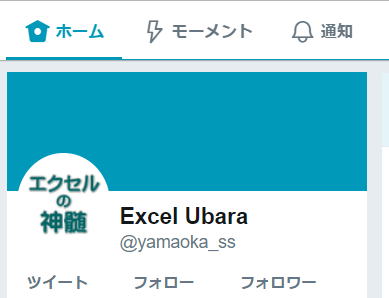 ホーム モーメント 通知
エクセル
の
神髄
Excel Ubara
@yamaoka_ss
ツイート フォロー フォロワー